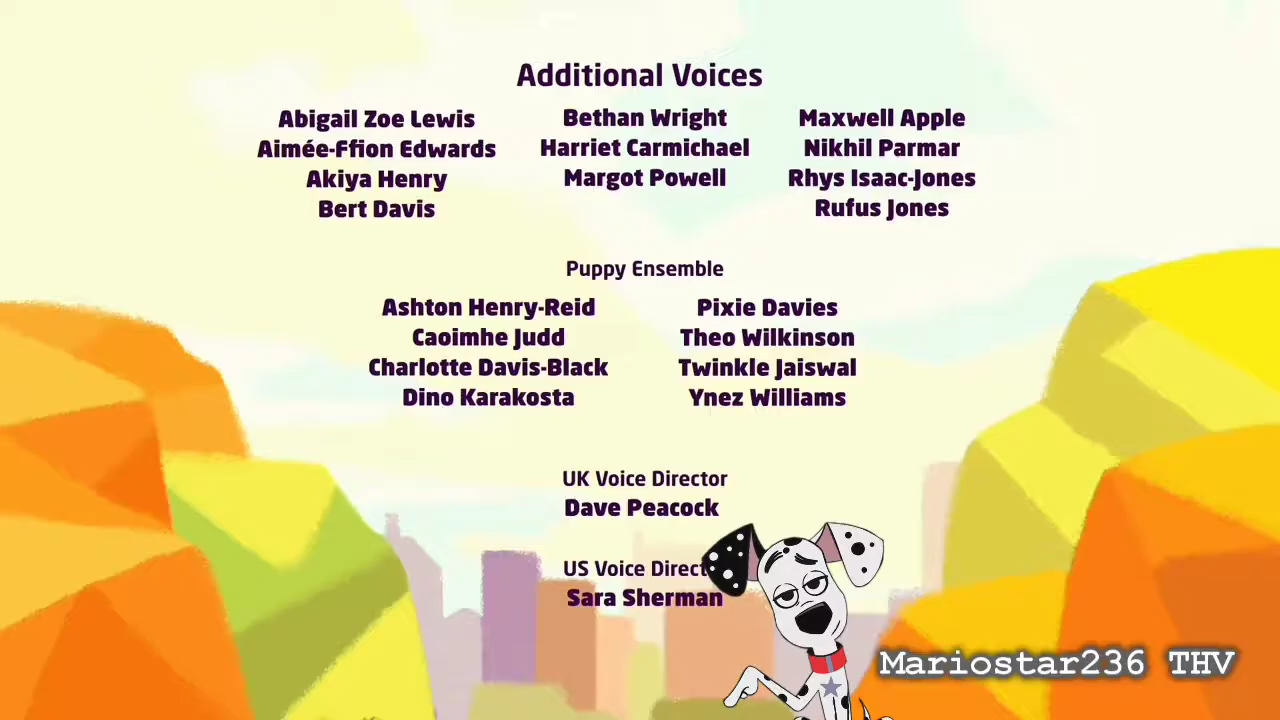 Additional Voices
Abigail Zoe Lewis
Aimée-Ffion Edwards
Akiya Henry
Bert Davis
Bethan Wright
Harriet Carmichael
Margot Powell
Maxwell Apple
Nikhil Parmar
Rhys Isaac-Jones
Rufus Jones
Puppy Ensemble
Ashton Henry-Reid
Caoimhe Judd
Charlotte Davis-Black
Dino Karakosta
Pixie Davies
Theo Wilkinson
Twinkle Jaiswal
Ynez Williams
UK Voice Director
Dave Peacock
US Voice Direct
Sara Sherman
Mariostar236 THV